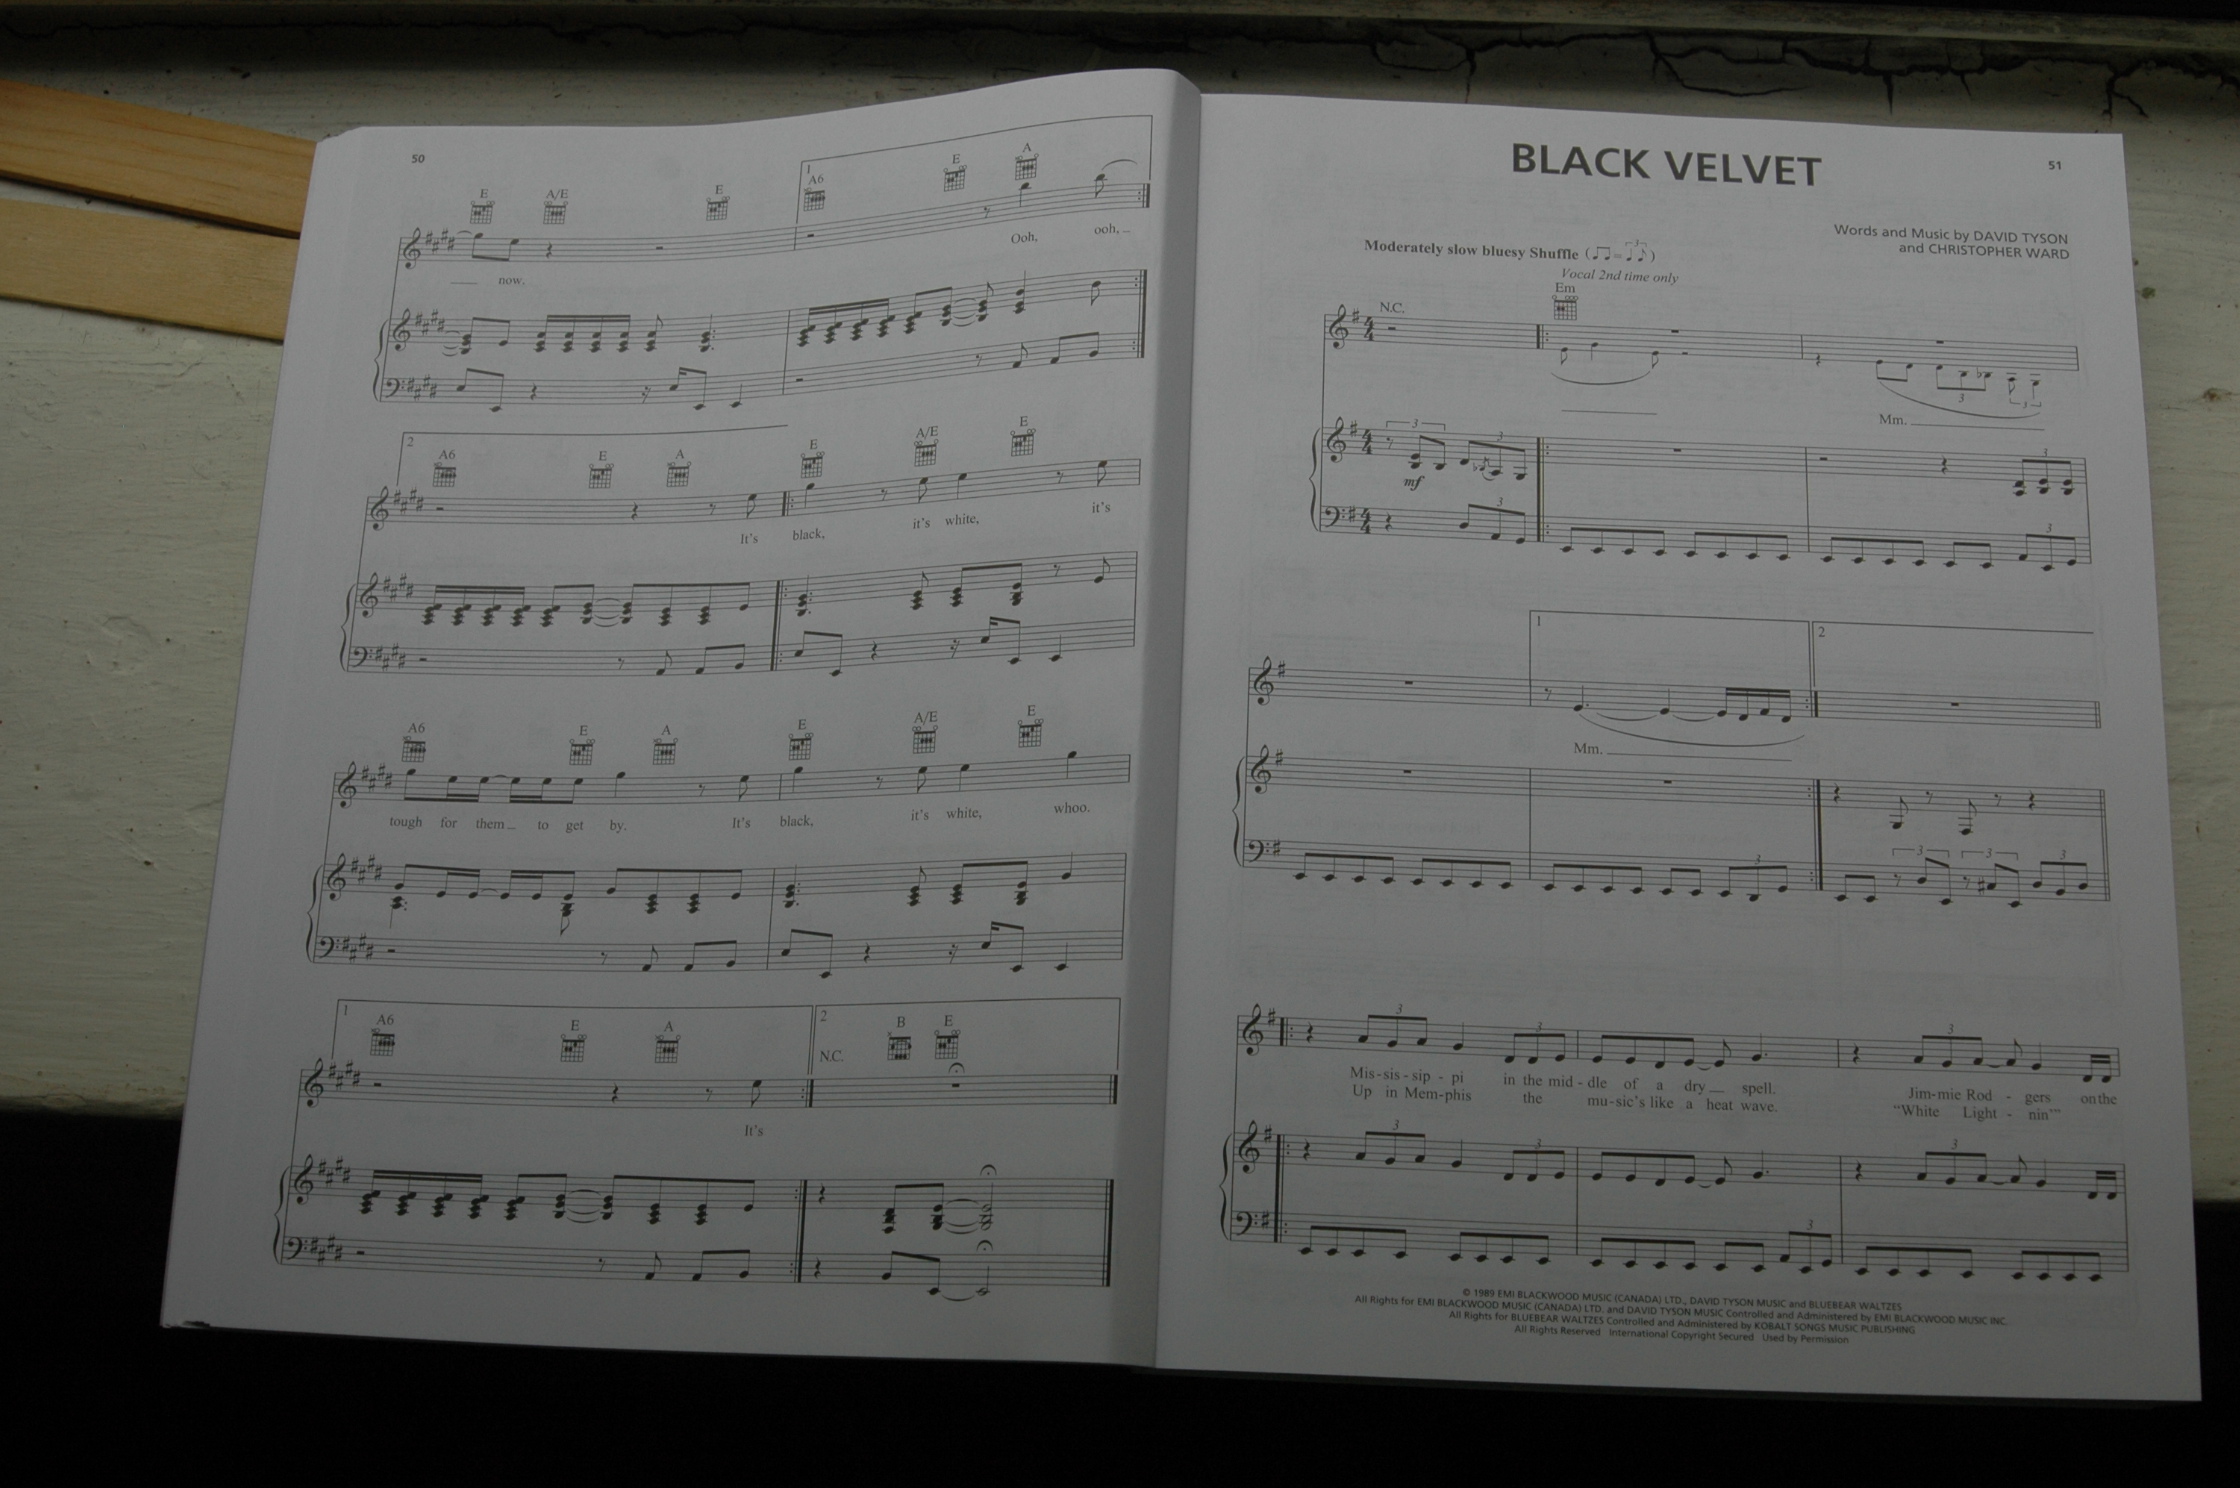 50
1
E A/E E A6 E A
Ooh, ooh,
now,
2
A6 E A E A/E E
It's black, it's white, it's
A6 E A E A/E E
tough for them to get by. It's black, it's white, whoo.
1 2
A6 E A N.C. B E
It's
BLACK VELVET
51
Words and Music by DAVID TYSON
and CHRISTOPHER WARD
Moderately slow bluesy Shuffle
Vocal 2nd time only
N.C. Em
Mm.
mf
1 2
Mm.
Mis - sis - sip - pi in the mid - dle of a dry spell. Jim - mie Rod - gers on the
Up in Mem - phis the mu - sic's like a heat wave. "White Light - nin'"
© 1989 EMI BLACKWOOD MUSIC (CANADA) LTD., DAVID TYSON MUSIC and BLUEBEAR WALTZES
All Rights for EMI BLACKWOOD MUSIC (CANADA) LTD. and DAVID TYSON MUSIC Controlled and Administered by EMI BLACKWOOD MUSIC INC.
All Rights for BLUEBEAR WALTZES Controlled and Administered by KOBALT SONGS MUSIC PUBLISHING
All Rights Reserved International Copyright Secured Used by Permission